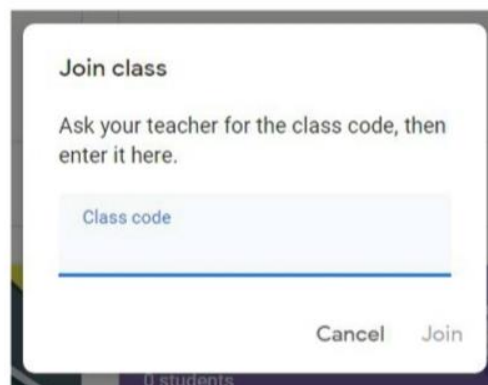 Join class
Ask your teacher for the class code, then
enter it here.
Class code
Cancel Join
0 students